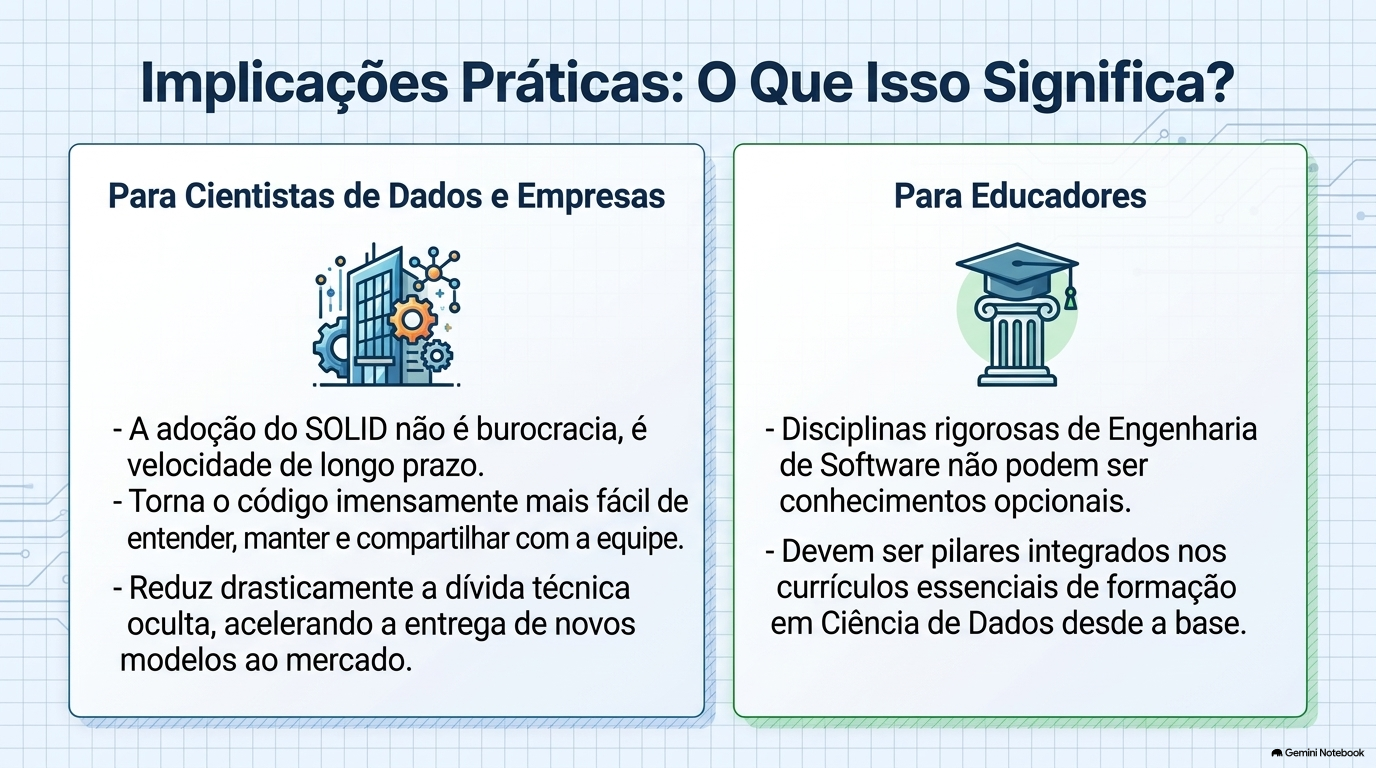 Implicações Práticas: O Que Isso Significa?
Para Cientistas de Dados e Empresas
- A adoção do SOLID não é burocracia, é
velocidade de longo prazo.
- Torna o código imensamente mais fácil de
entender, manter e compartilhar com a equipe.
- Reduz drasticamente a dívida técnica
oculta, acelerando a entrega de novos
modelos ao mercado.
Para Educadores
- Disciplinas rigorosas de Engenharia
de Software não podem ser
conhecimentos opcionais.
- Devem ser pilares integrados nos
currículos essenciais de formação
em Ciência de Dados desde a base.
Gemini Notebook